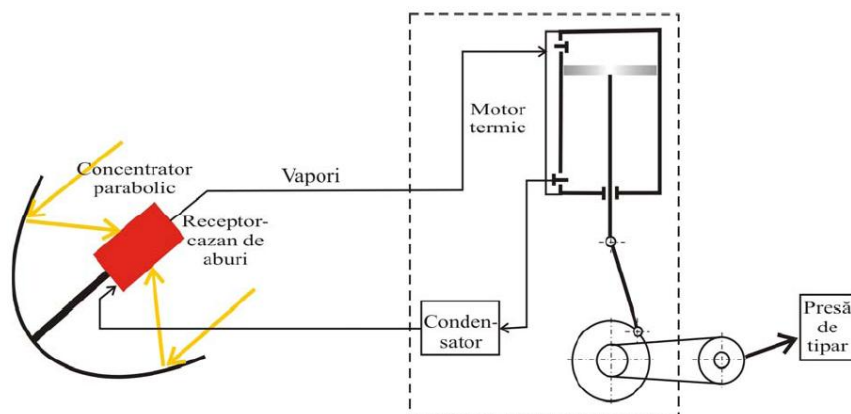 Concentrator
parabolic
Receptor-
cazan de
aburi
Vapori
Motor
termic
Conden-
sator
Presă
de
tipar